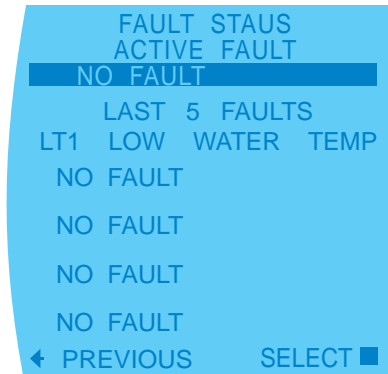 FAULT STAUS
ACTIVE FAULT
NO FAULT
LAST 5 FAULTS
LT1 LOW WATER TEMP
NO FAULT
NO FAULT
NO FAULT
NO FAULT
PREVIOUS SELECT